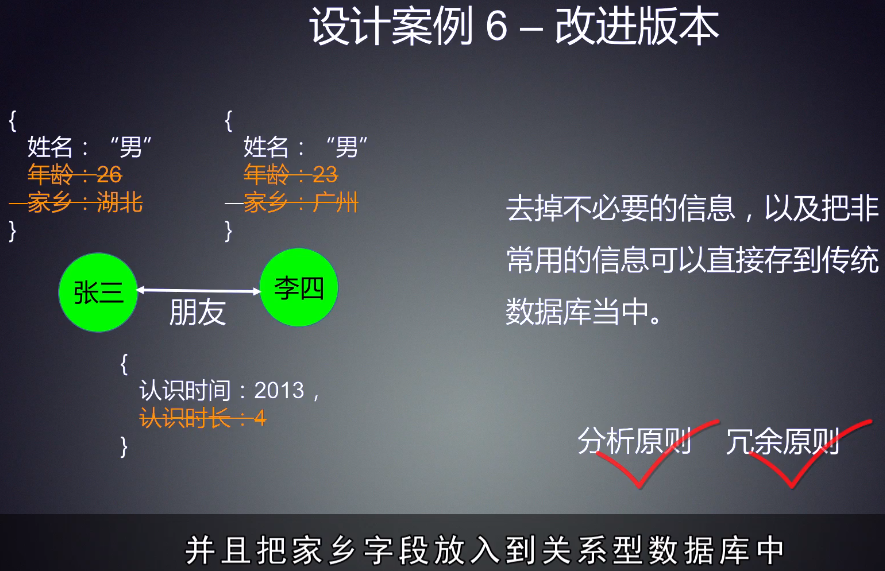 设计案例 6 – 改进版本
{
姓名：“男”
年龄：26
家乡：湖北
}
{
姓名：“男”
年龄：23
家乡：广州
}
张三
李四
朋友
{
认识时间：2013，
认识时长：4
}
去掉不必要的信息，以及把非
常用的信息可以直接存到传统
数据库当中。
分析原则 冗余原则
并且把家乡字段放入到关系型数据库中